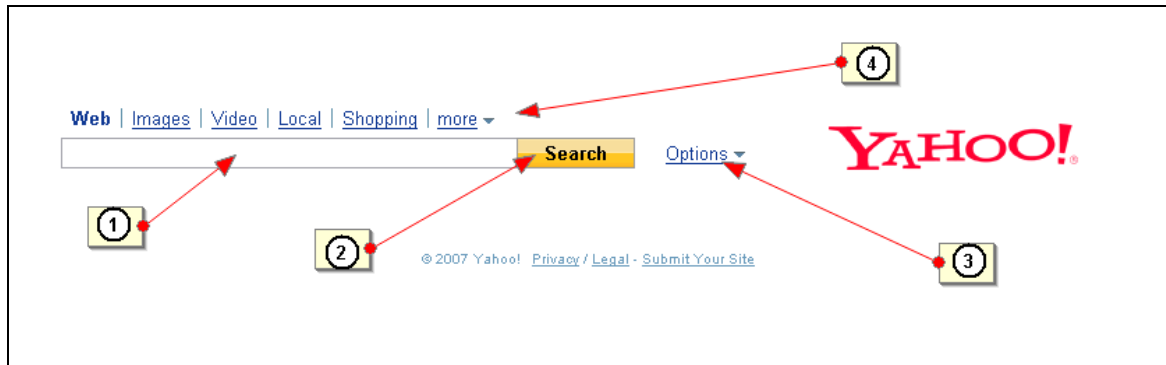 4
Web | Images | Video | Local | Shopping | more
Search Options YAHOO!
1
2
3
© 2007 Yahoo! Privacy / Legal - Submit Your Site